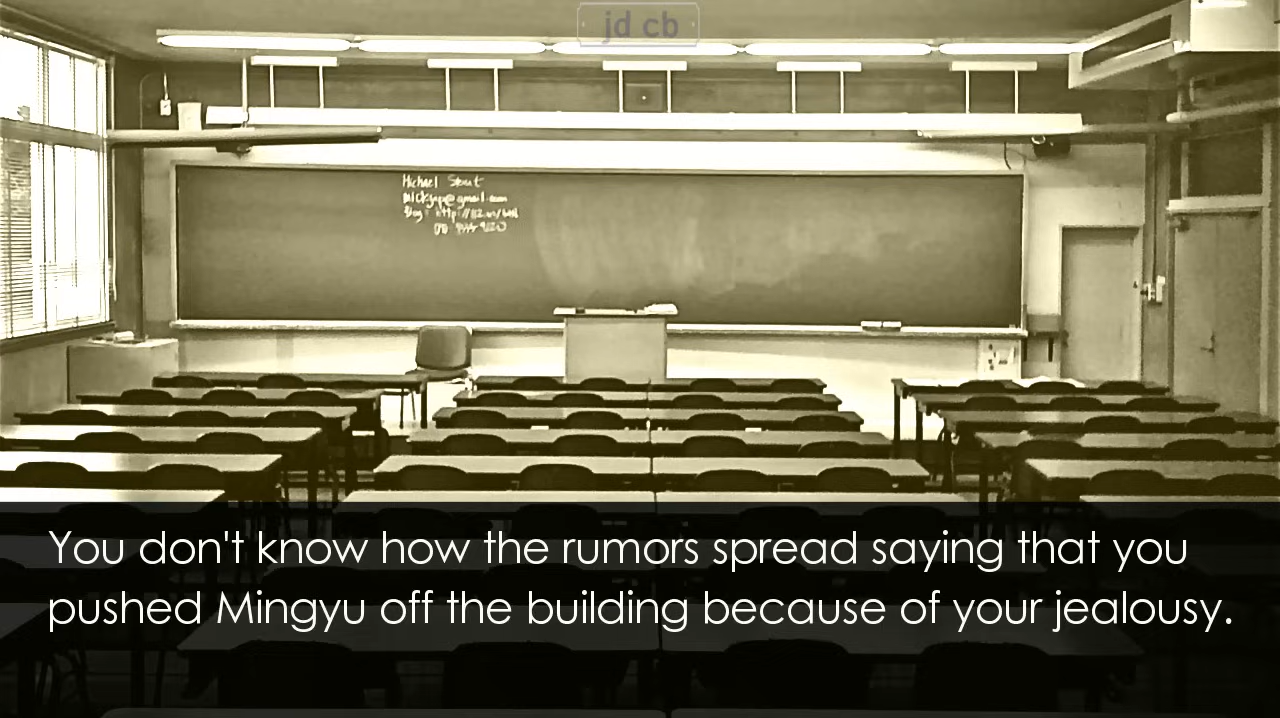 jd cb
Michael Stout
You don't know how the rumors spread saying that you
pushed Mingyu off the building because of your jealousy.